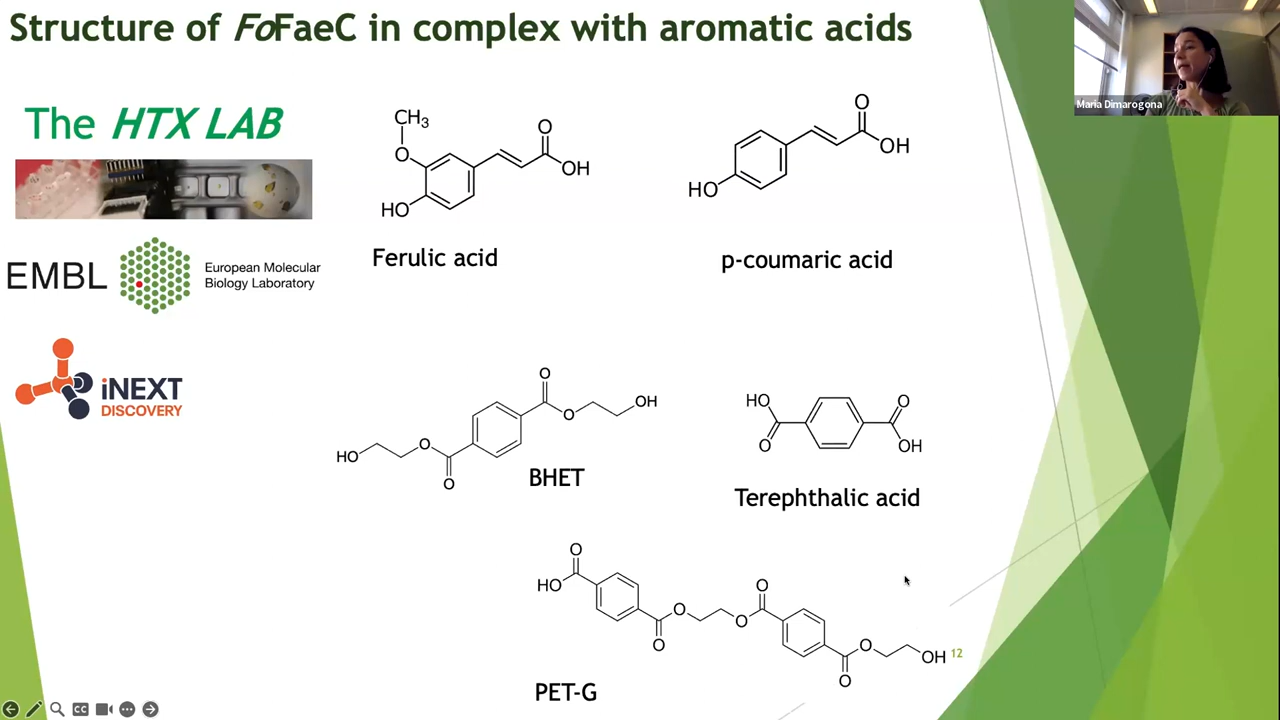 Structure of FoFaeC in complex with aromatic acids
Maria Dimarogona
The HTX LAB
CH₃
O
O
OH
HO
Ferulic acid
O
OH
HO
p-coumaric acid
EMBL
European Molecular
Biology Laboratory
iNEXT
DISCOVERY
O
OH
O
O
HO
O
BHET
HO
O
O
OH
Terephthalic acid
O
HO
O
O
O
O
O
O
OH
12
PET-G
CC